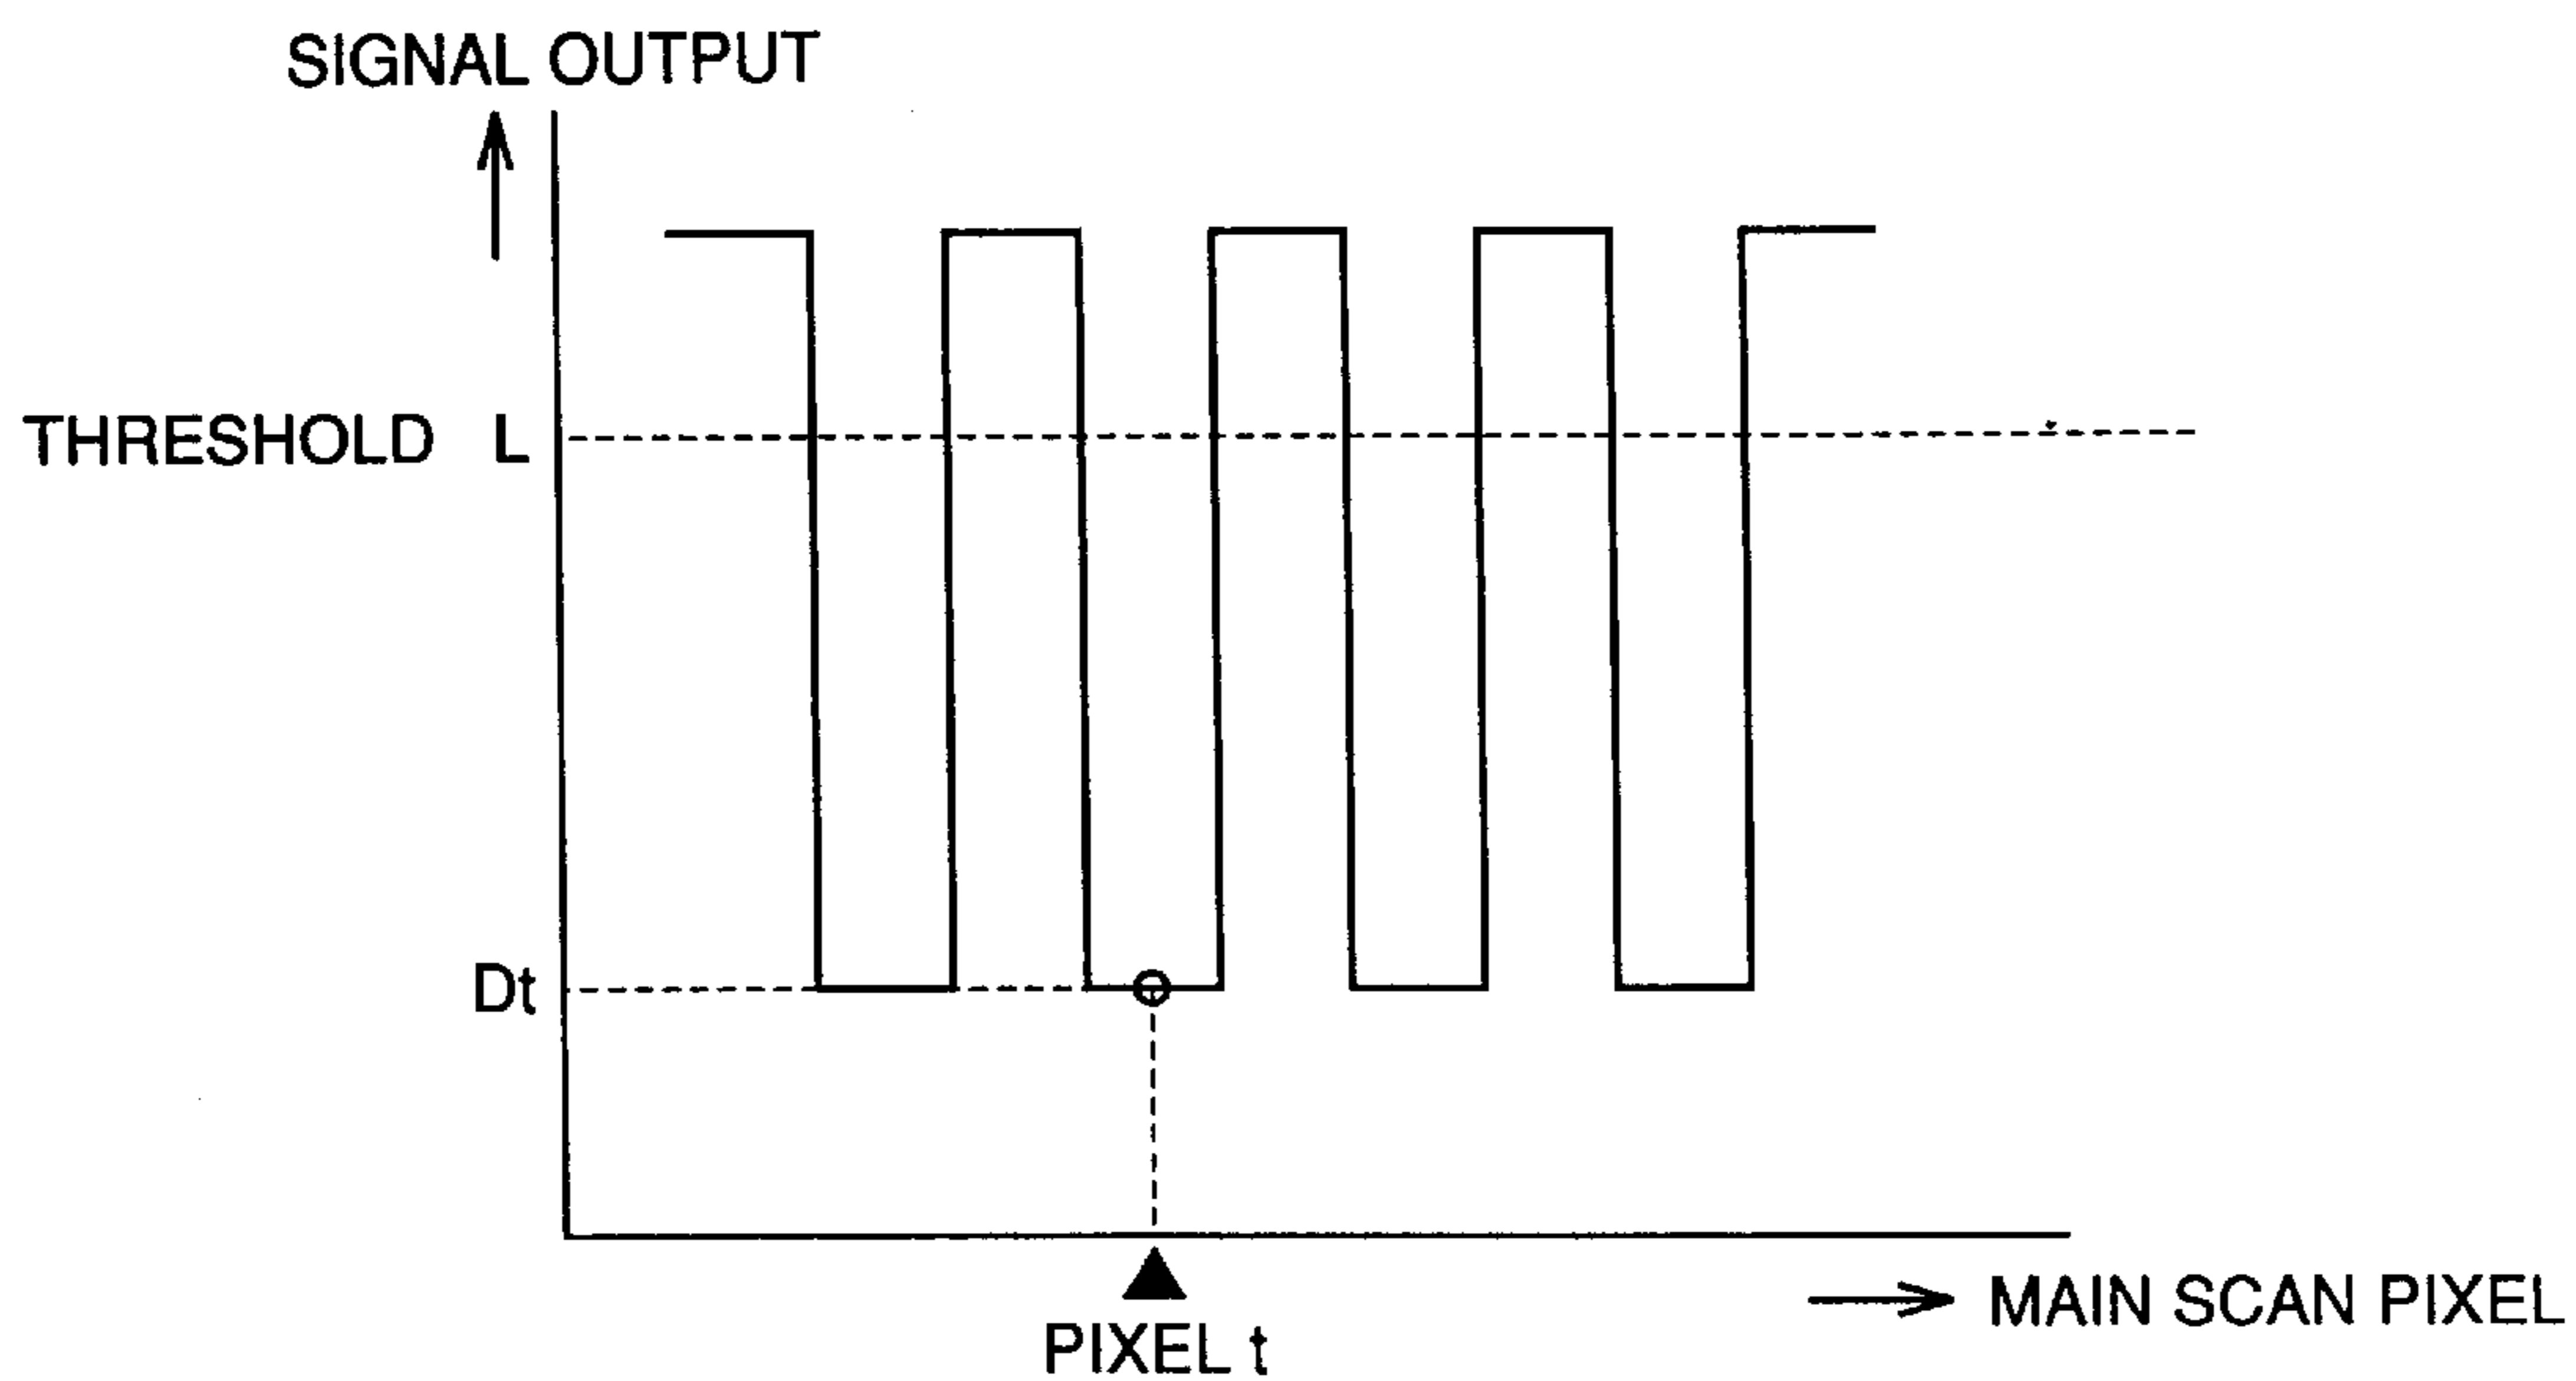 SIGNAL OUTPUT
THRESHOLD L
Dt
MAIN SCAN PIXEL
PIXEL t